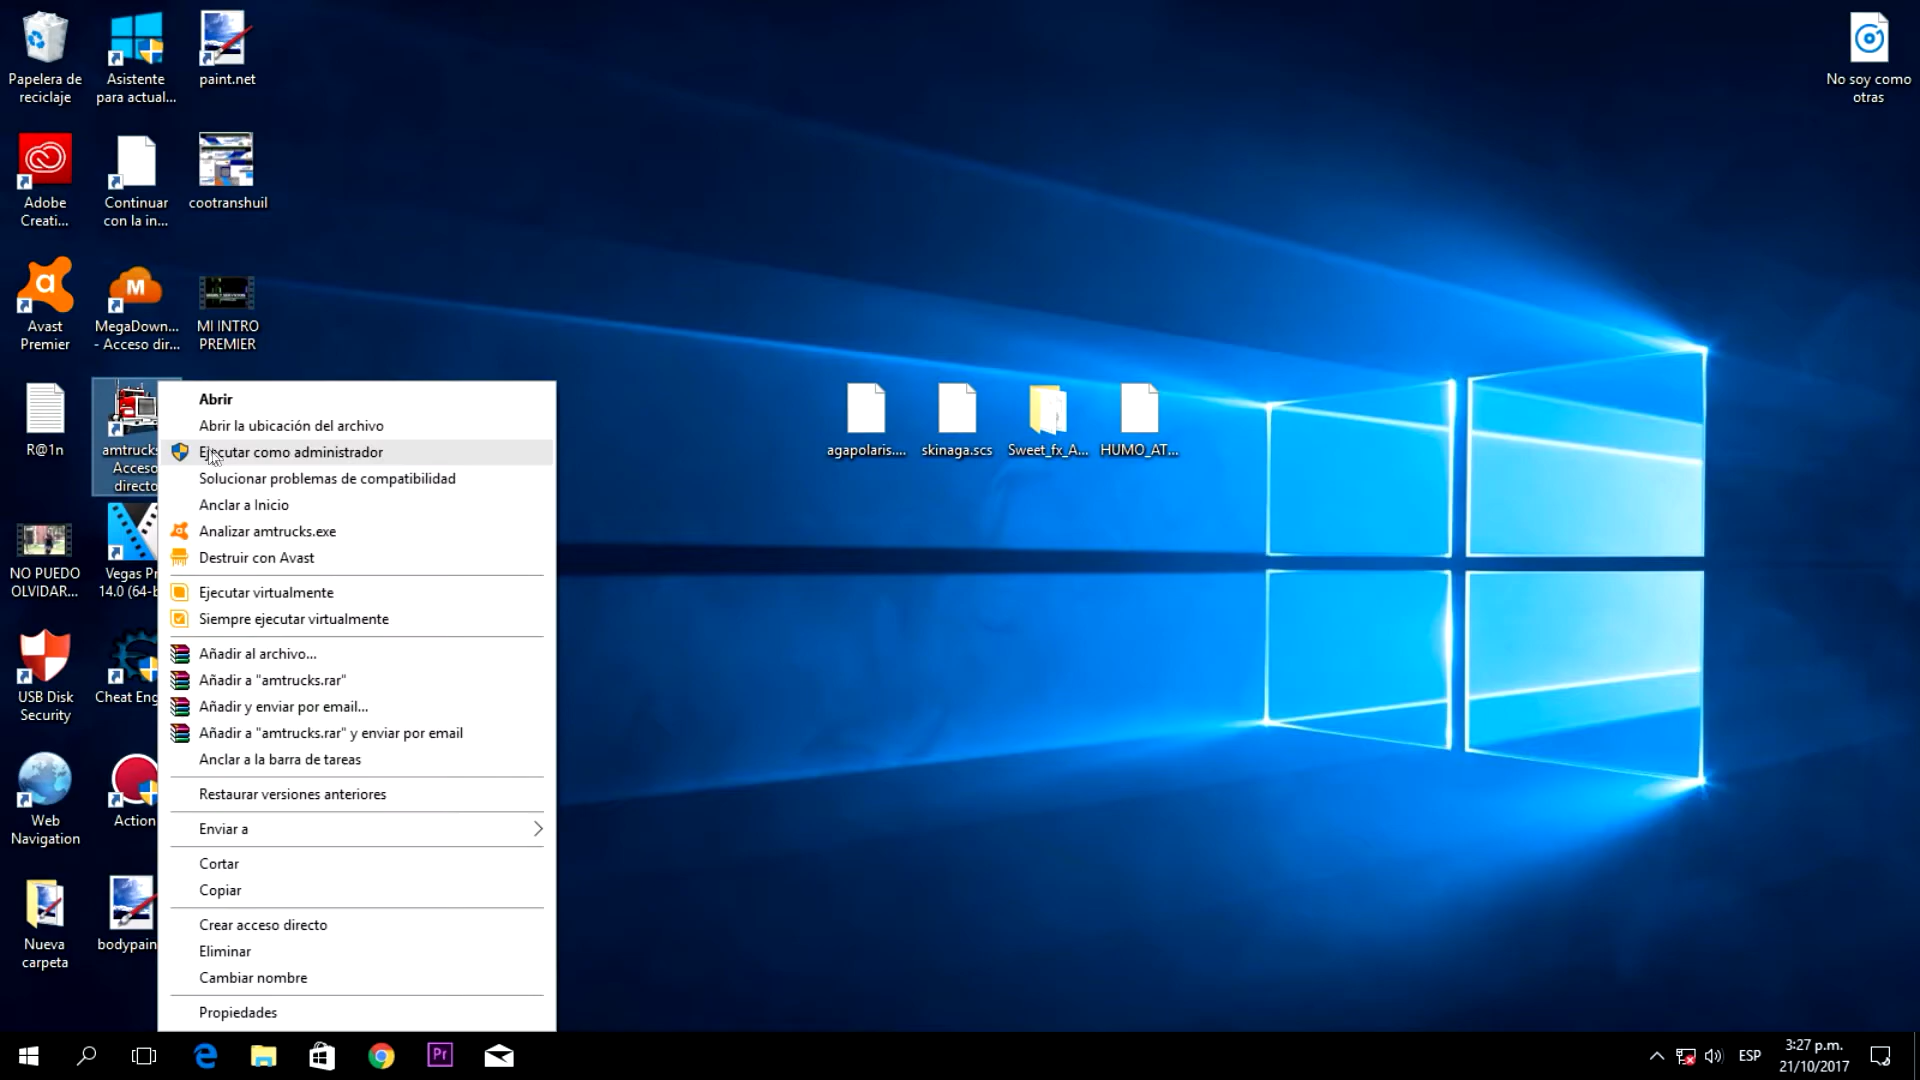 Papelera de
reciclaje
Asistente
para actual...
paint.net
No soy como
otras
Adobe
Creati...
Continuar
con la in...
cootranshuil
Avast
Premier
MegaDown...
- Acceso dir...
MI INTRO
PREMIER
R@1n
amtrucks
Acceso
directo
agapolaris....
skinaga.scs
Sweet_fx_A...
HUMO_AT...
NO PUEDO
OLVIDAR...
Vegas Pr
14.0 (64-b
USB Disk
Security
Cheat Eng
Web
Navigation
Action
Nueva
carpeta
bodypain
Abrir
Abrir la ubicación del archivo
Ejecutar como administrador
Solucionar problemas de compatibilidad
Anclar a Inicio
Analizar amtrucks.exe
Destruir con Avast
Ejecutar virtualmente
Siempre ejecutar virtualmente
Añadir al archivo...
Añadir a "amtrucks.rar"
Añadir y enviar por email...
Añadir a "amtrucks.rar" y enviar por email
Anclar a la barra de tareas
Restaurar versiones anteriores
Enviar a
Cortar
Copiar
Crear acceso directo
Eliminar
Cambiar nombre
Propiedades
Pr
ESP
3:27 p.m.
21/10/2017